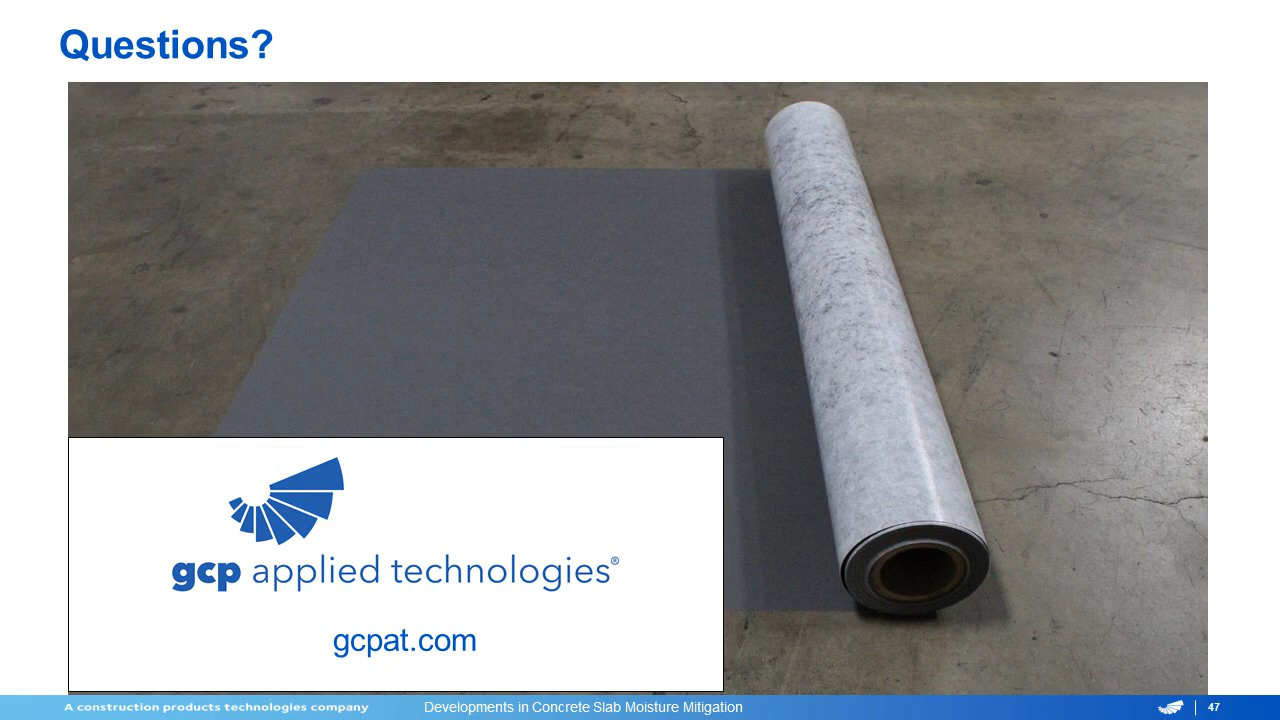 Questions?
gcp applied technologies®
gcpat.com
A construction products technologies company
Developments in Concrete Slab Moisture Mitigation
47